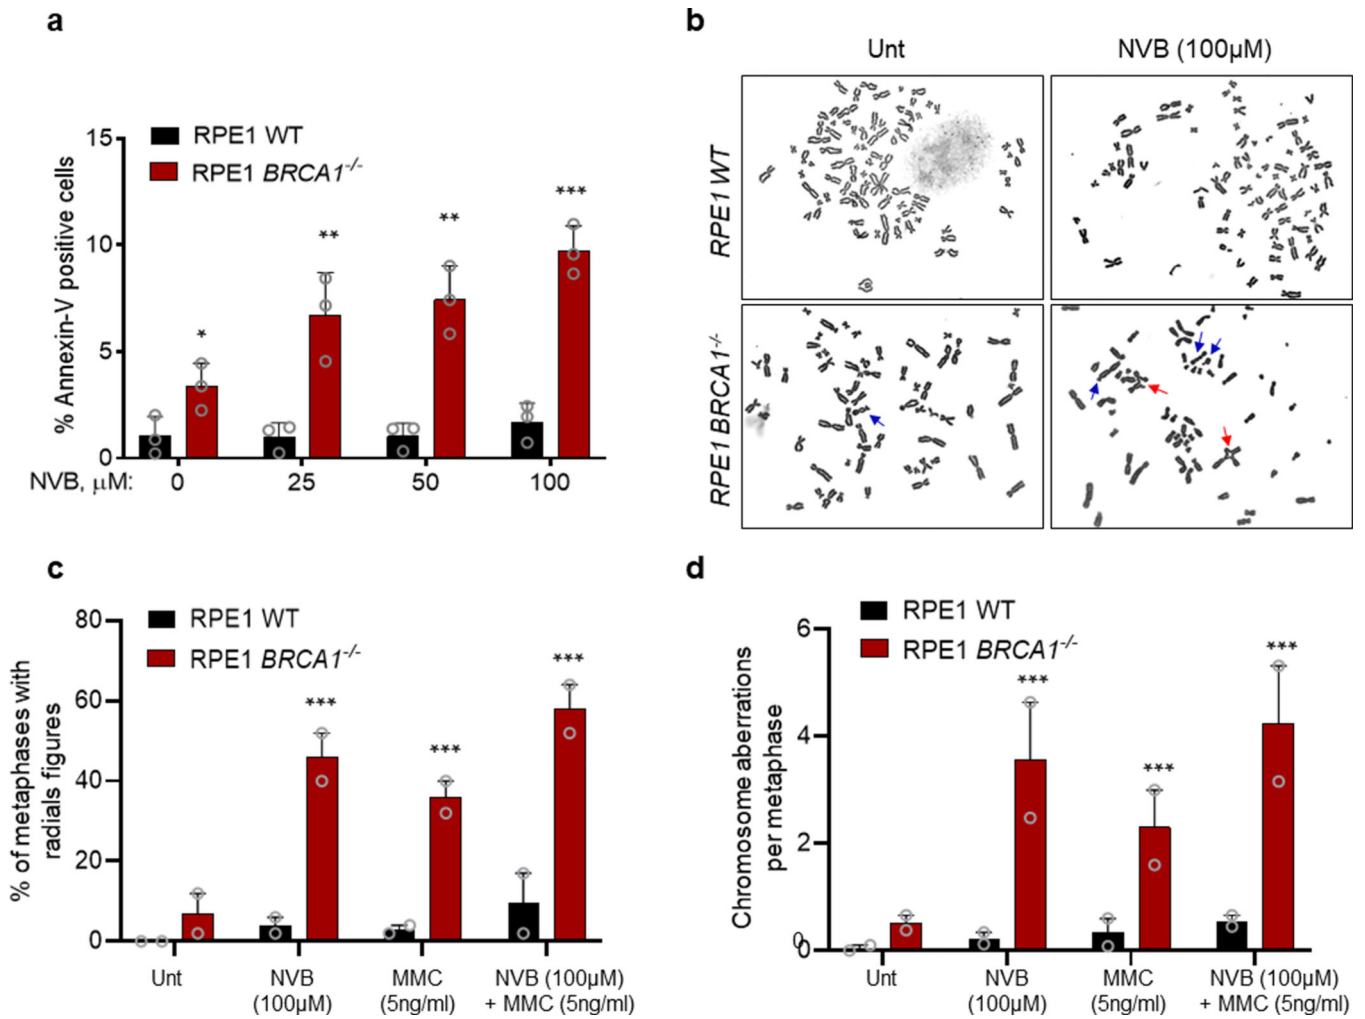 a
15
10
5
0
% Annexin-V positive cells
RPE1 WT
RPE1 BRCA1-/-
*
**
**
***
NVB, μM: 0 25 50 100
b
Unt NVB (100μM)
RPE1 WT
RPE1 BRCA1-/-
c
80
60
40
20
0
% of metaphases with
radials figures
RPE1 WT
RPE1 BRCA1-/-
***
***
***
Unt NVB MMC NVB (100μM)
(100μM) (5ng/ml) + MMC (5ng/ml)
d
6
4
2
0
0
Chromosome aberrations
per metaphase
RPE1 WT
RPE1 BRCA1-/-
***
***
***
Unt NVB MMC NVB (100μM)
(100μM) (5ng/ml) + MMC (5ng/ml)